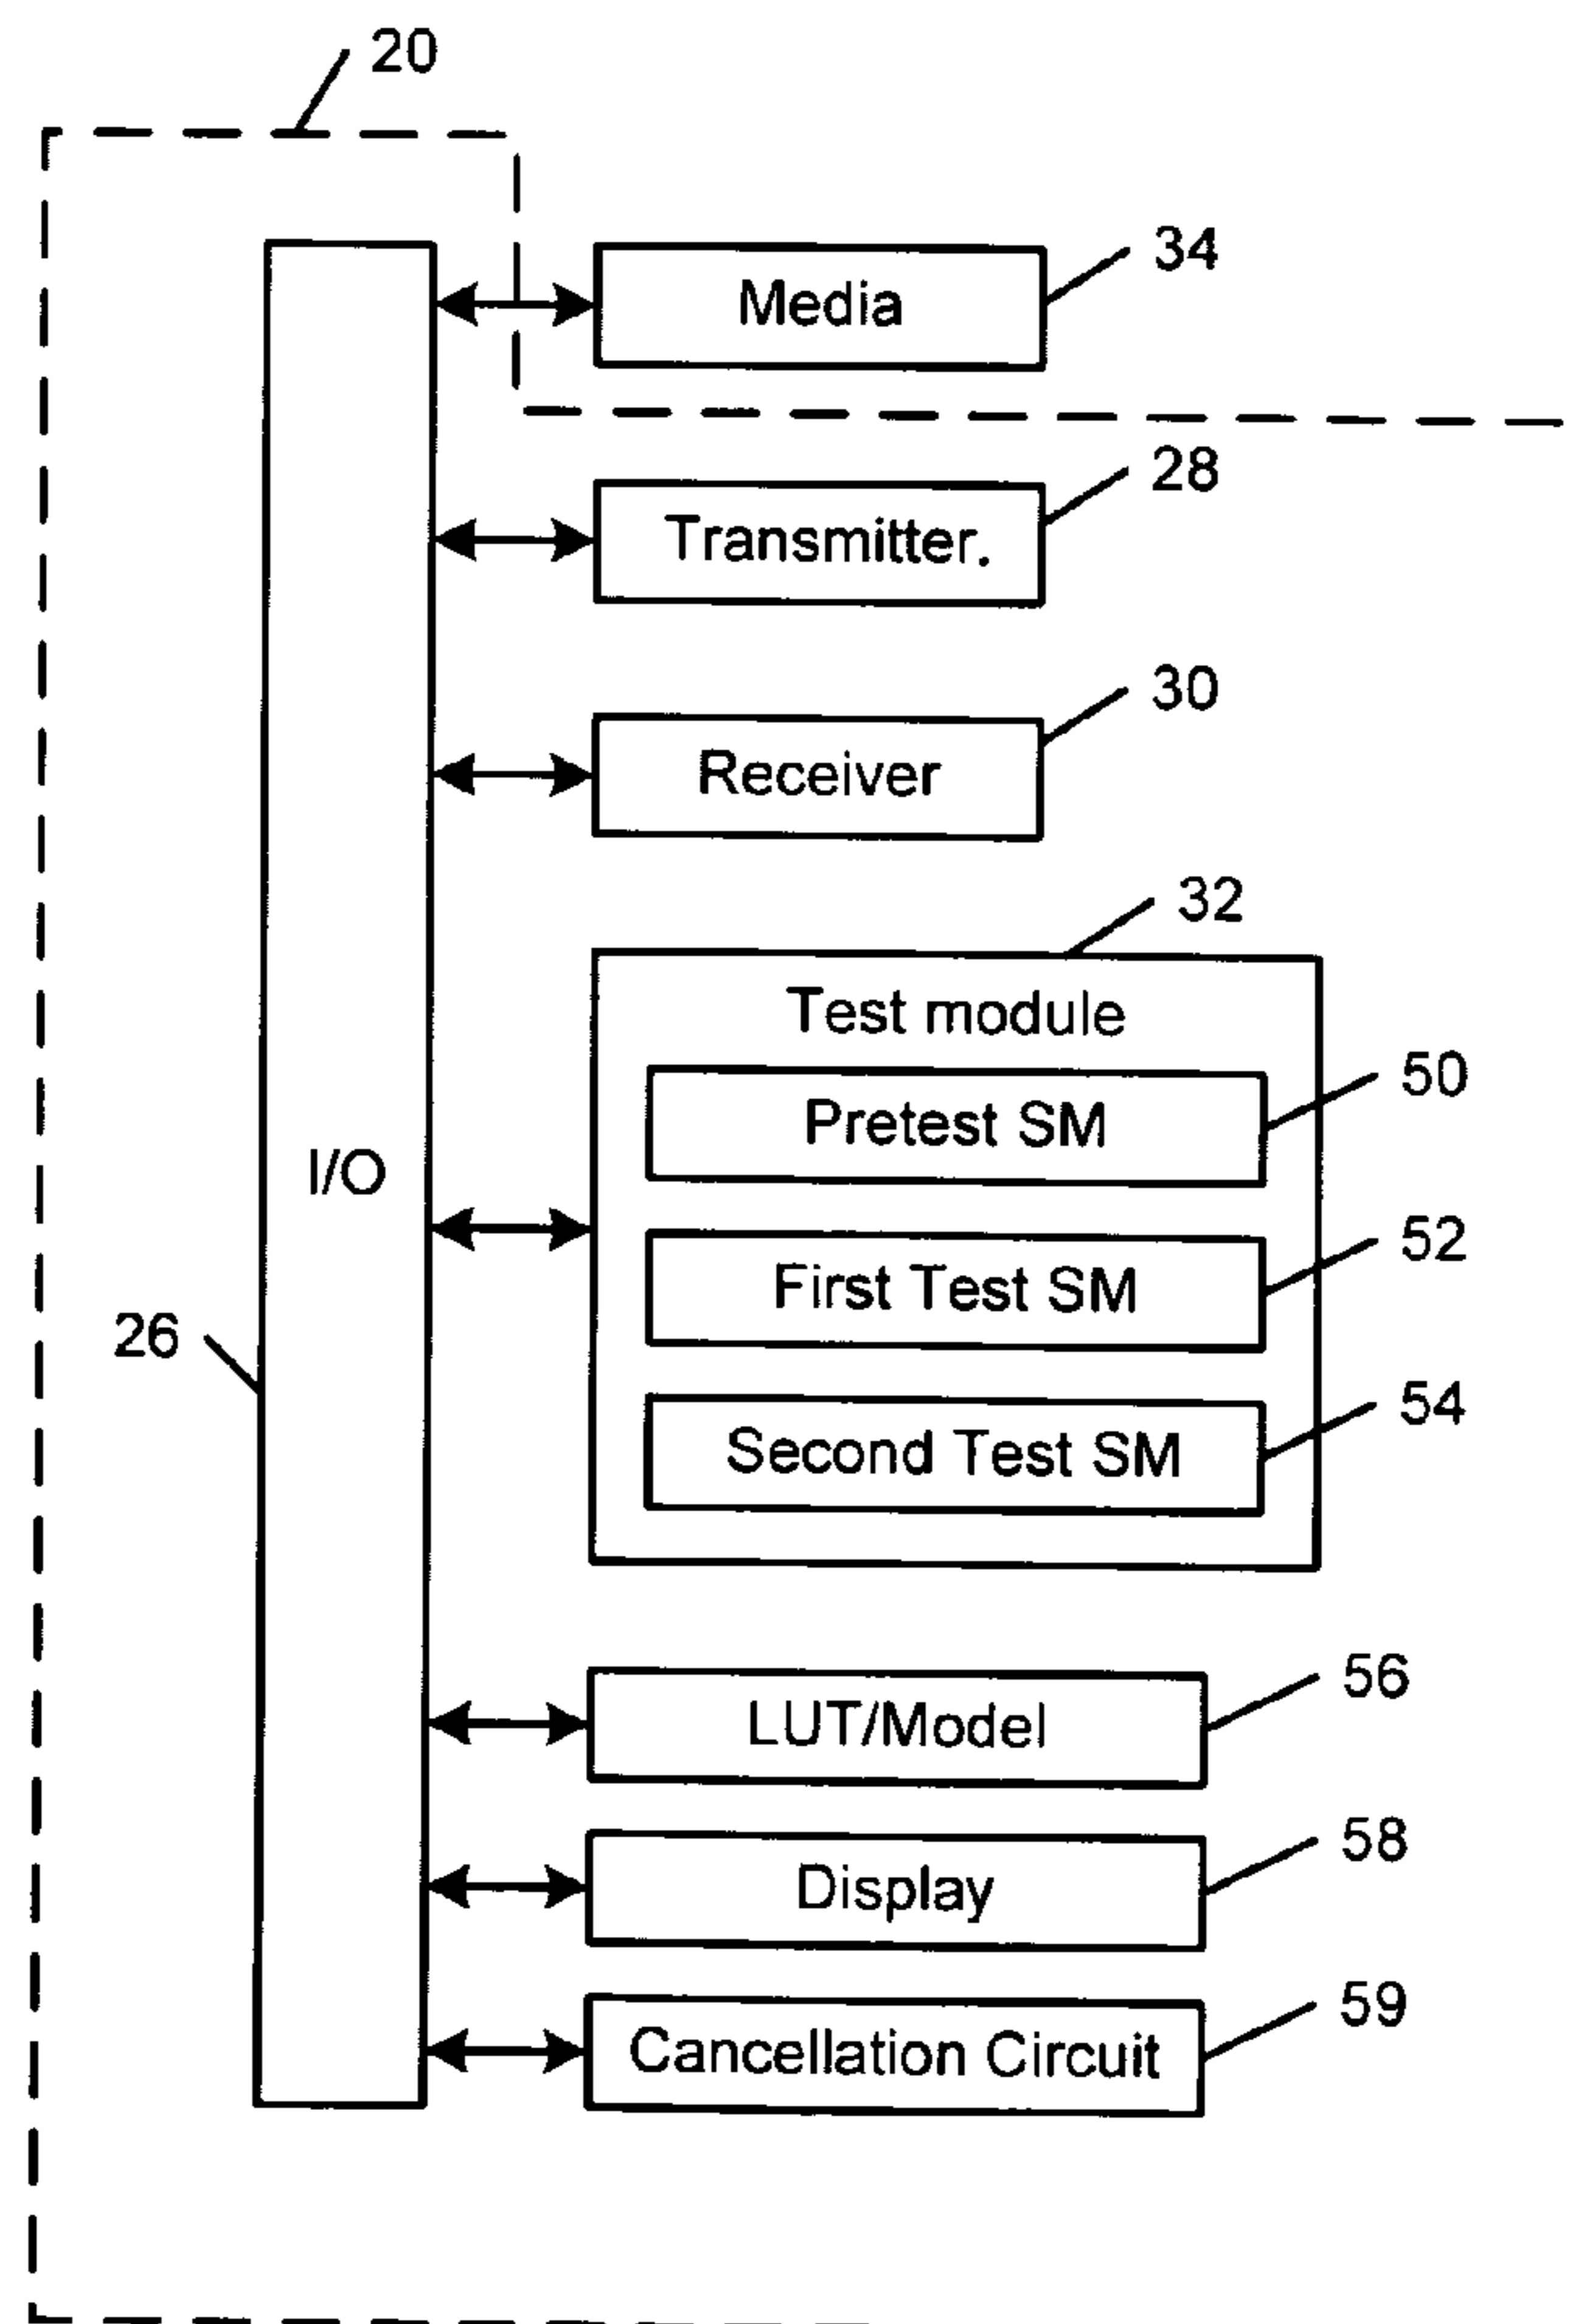 20
34
Media
28
Transmitter.
30
Receiver
32
Test module
50
Pretest SM
I/O
52
First Test SM
26
54
Second Test SM
56
LUT/Model
58
Display
59
Cancellation Circuit